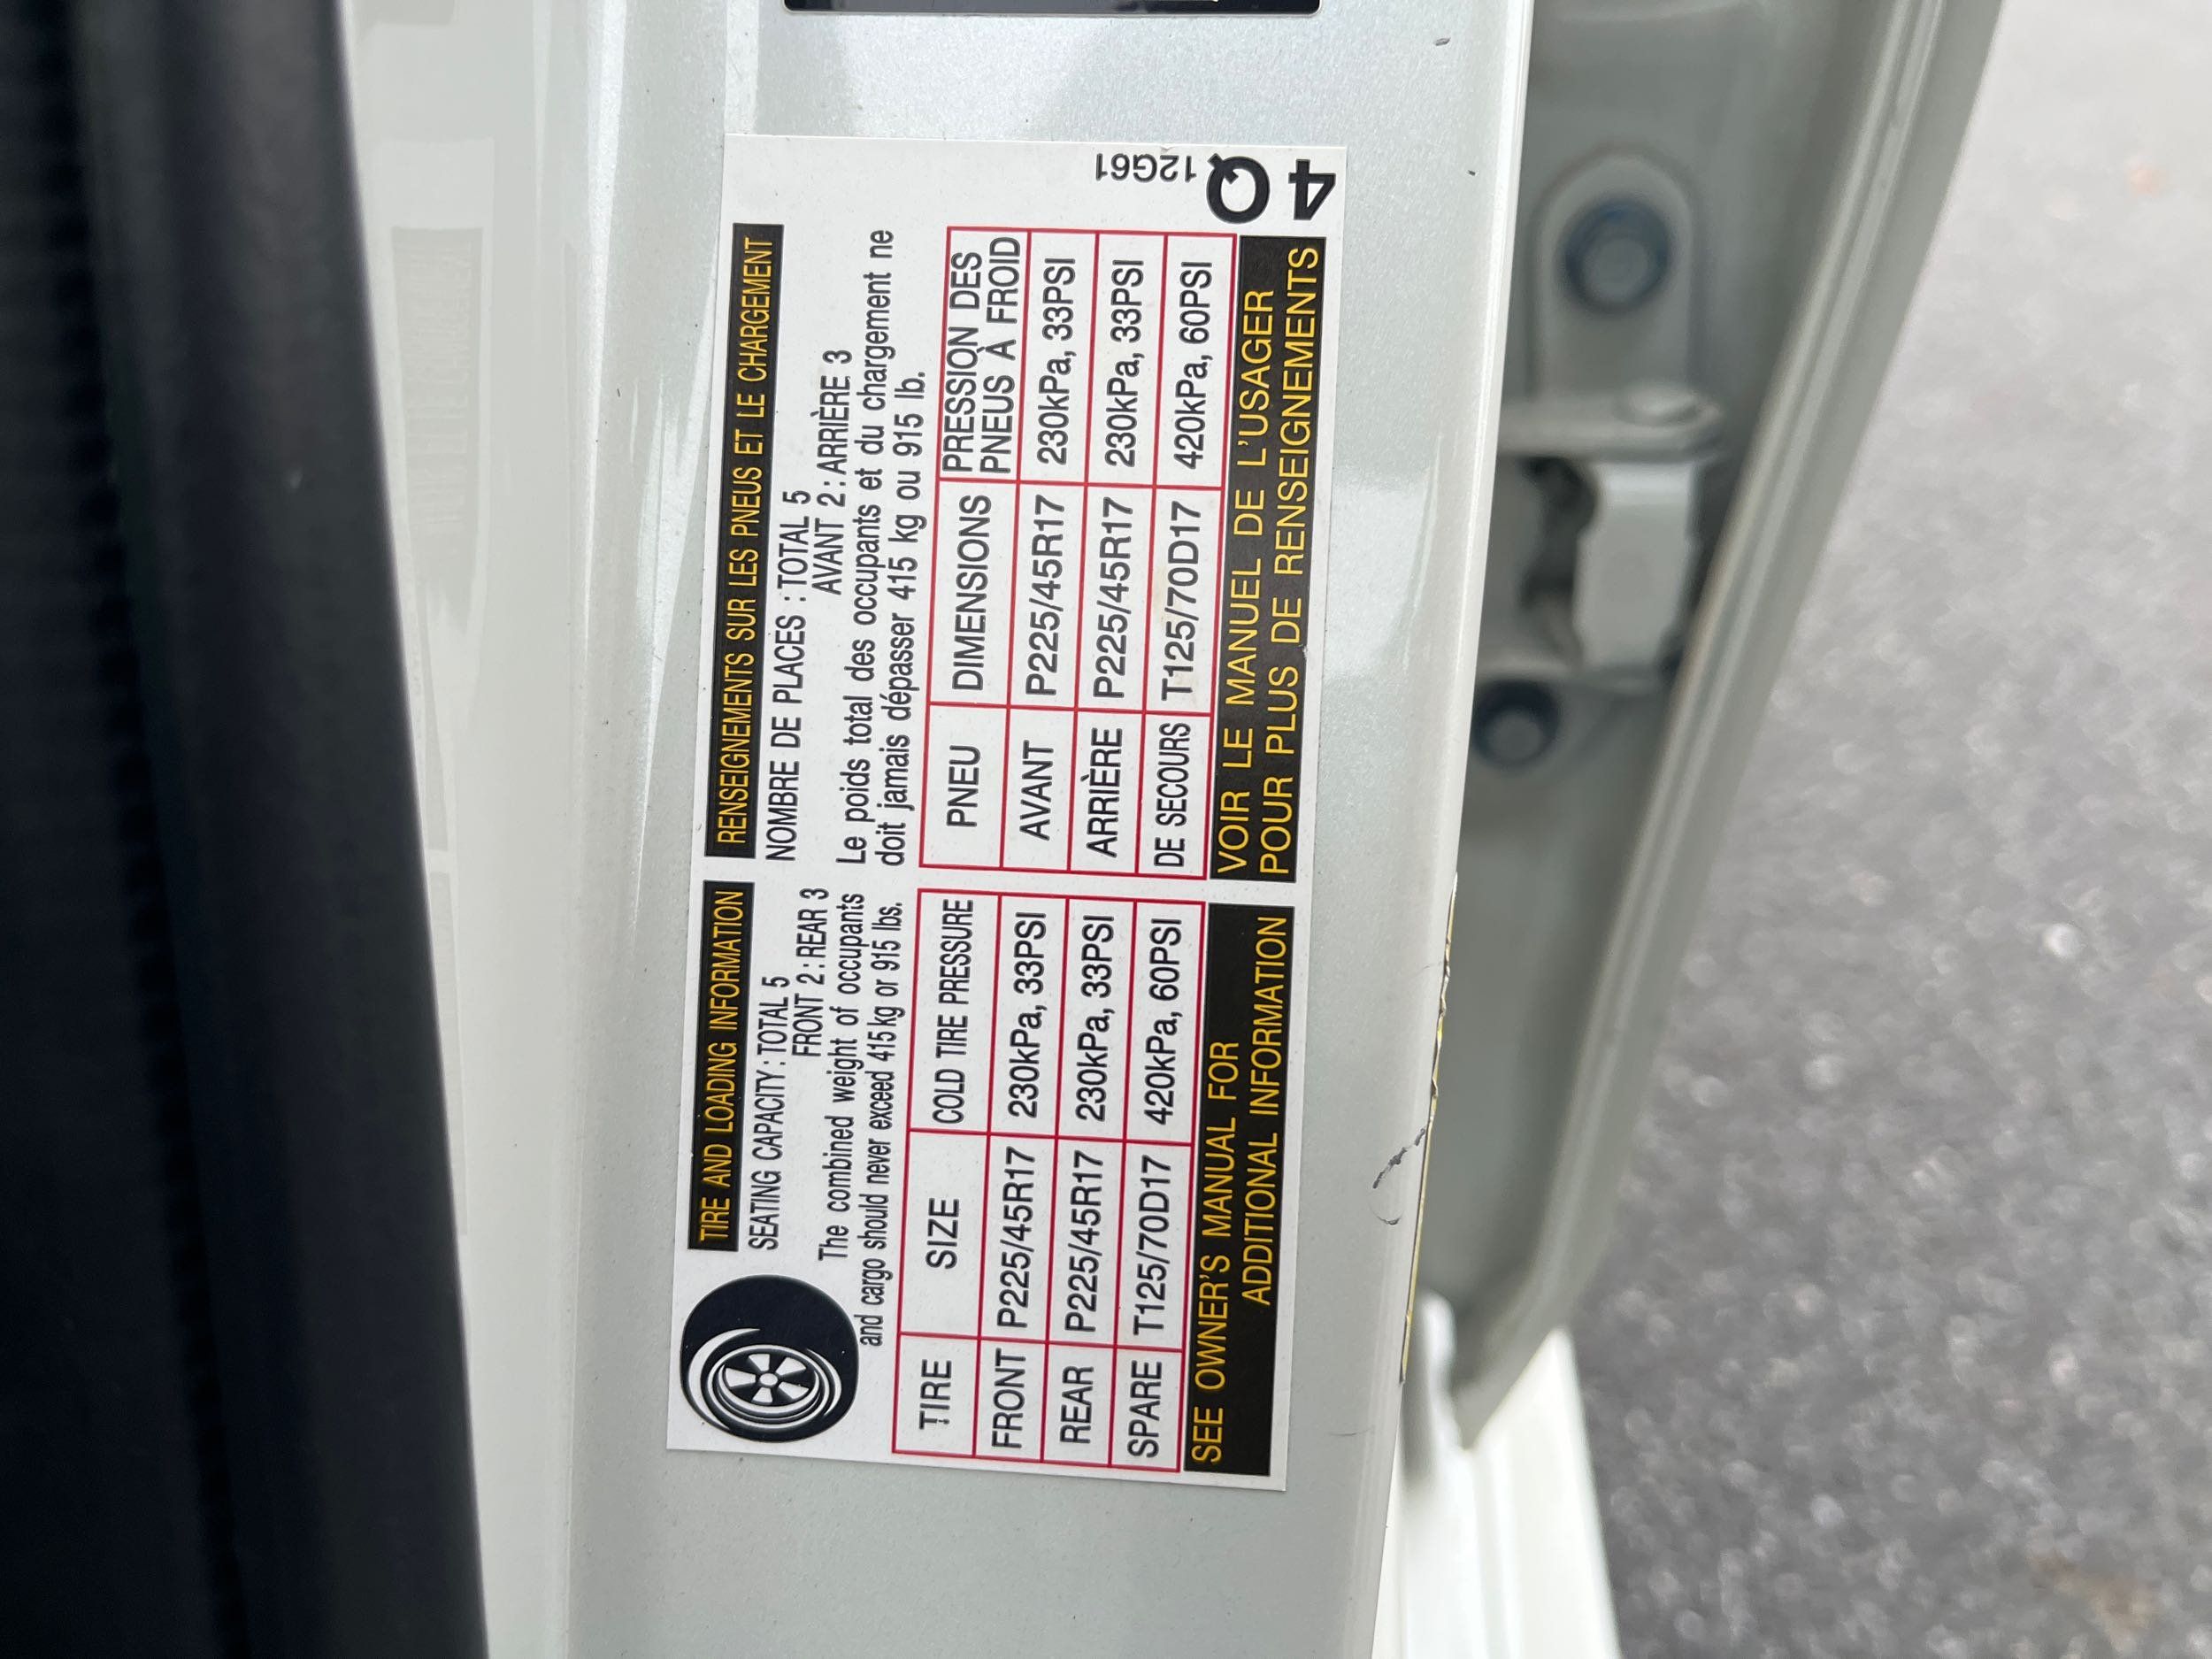 TIRE AND LOADING INFORMATION
SEATING CAPACITY : TOTAL 5
FRONT 2 : REAR 3
The combined weight of occupants
and cargo should never exceed 415 kg or 915 lbs.
TIRE SIZE COLD TIRE PRESSURE
FRONT P225/45R17 230kPa, 33PSI
REAR P225/45R17 230kPa, 33PSI
SPARE T125/70D17 420kPa, 60PSI
SEE OWNER'S MANUAL FOR
ADDITIONAL INFORMATION
RENSEIGNEMENTS SUR LES PNEUS ET LE CHARGEMENT
NOMBRE DE PLACES : TOTAL 5
AVANT 2 : ARRIÈRE 3
Le poids total des occupants et du chargement ne
doit jamais dépasser 415 kg ou 915 lb.
PNEU DIMENSIONS PRESSION DES
PNEUS À FROID
AVANT P225/45R17 230kPa, 33PSI
ARRIÈRE P225/45R17 230kPa, 33PSI
DE SECOURS T125/70D17 420kPa, 60PSI
VOIR LE MANUEL DE L'USAGER
POUR PLUS DE RENSEIGNEMENTS
12G61
4Q